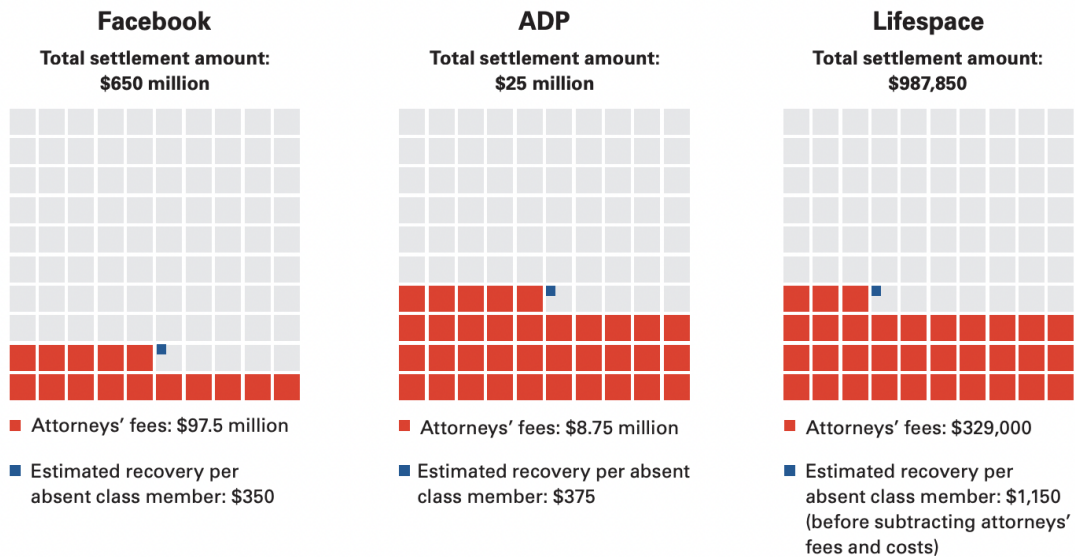 Facebook
Total settlement amount:
$650 million
Attorneys’ fees: $97.5 million
Estimated recovery per
absent class member: $350
ADP
Total settlement amount:
$25 million
Attorneys’ fees: $8.75 million
Estimated recovery per absent
class member: $375
Lifespace
Total settlement amount:
$987,850
Attorneys’ fees: $329,000
Estimated recovery per
absent class member: $1,150
(before subtracting attorneys’
fees and costs)